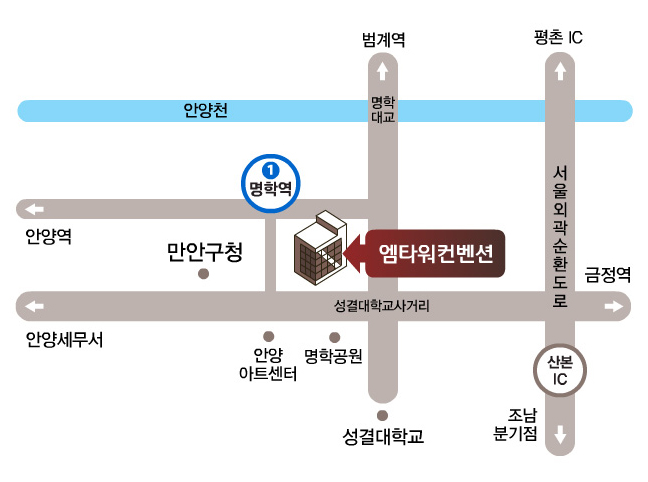 범계역
평촌 IC
안양천
명학
대교
1
명학역
서울외곽순환도로
안양역
만안구청
엠타워컨벤션
금정역
성결대학교사거리
안양세무서
안양
아트센터
명학공원
산본
IC
조남
분기점
성결대학교